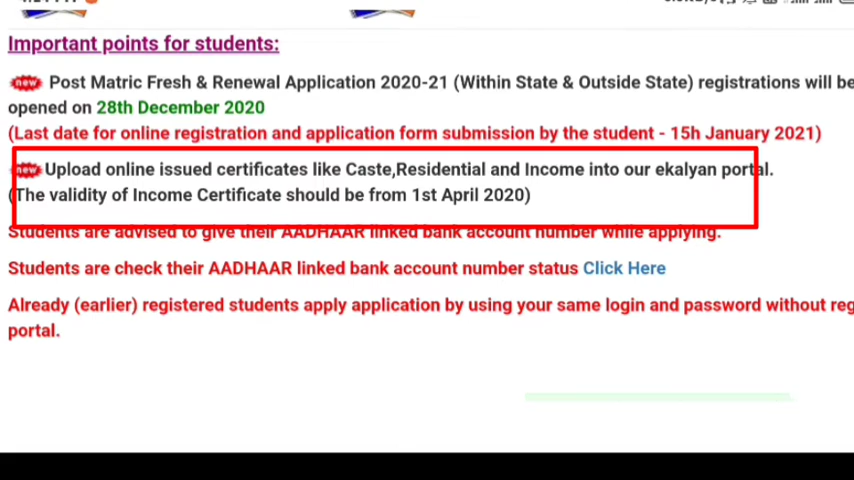 Important points for students:
new Post Matric Fresh & Renewal Application 2020-21 (Within State & Outside State) registrations will be
opened on 28th December 2020
(Last date for online registration and application form submission by the student - 15h January 2021)
new Upload online issued certificates like Caste,Residential and Income into our ekalyan portal.
(The validity of Income Certificate should be from 1st April 2020)
Students are advised to give their AADHAAR linked bank account number while applying.
Students are check their AADHAAR linked bank account number status Click Here
Already (earlier) registered students apply application by using your same login and password without reg
portal.